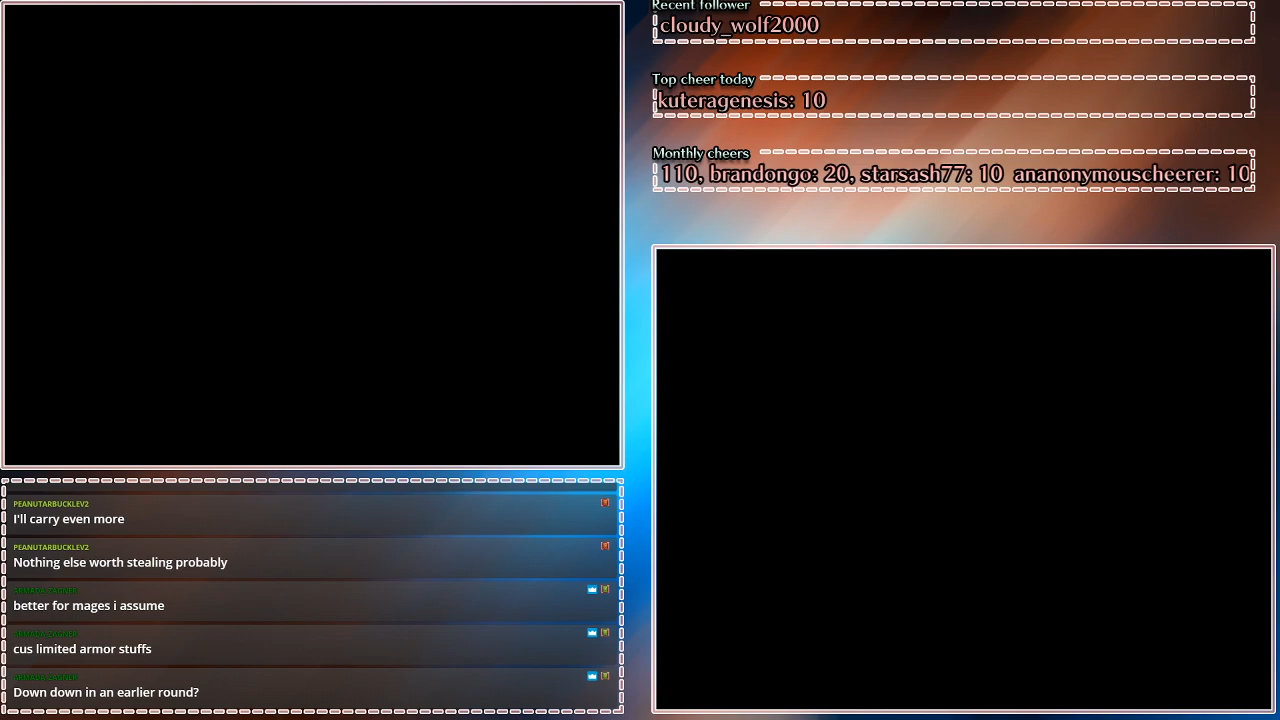 Recent follower
cloudy_wolf2000
Top cheer today
kuteragenesis: 10
Monthly cheers
110, brandongo: 20, starsash77: 10 ananonymouscheerer: 10
PEANUTARBUCKLEV2
I'll carry even more
PEANUTARBUCKLEV2
Nothing else worth stealing probably
better for mages i assume
cus limited armor stuffs
Down down in an earlier round?